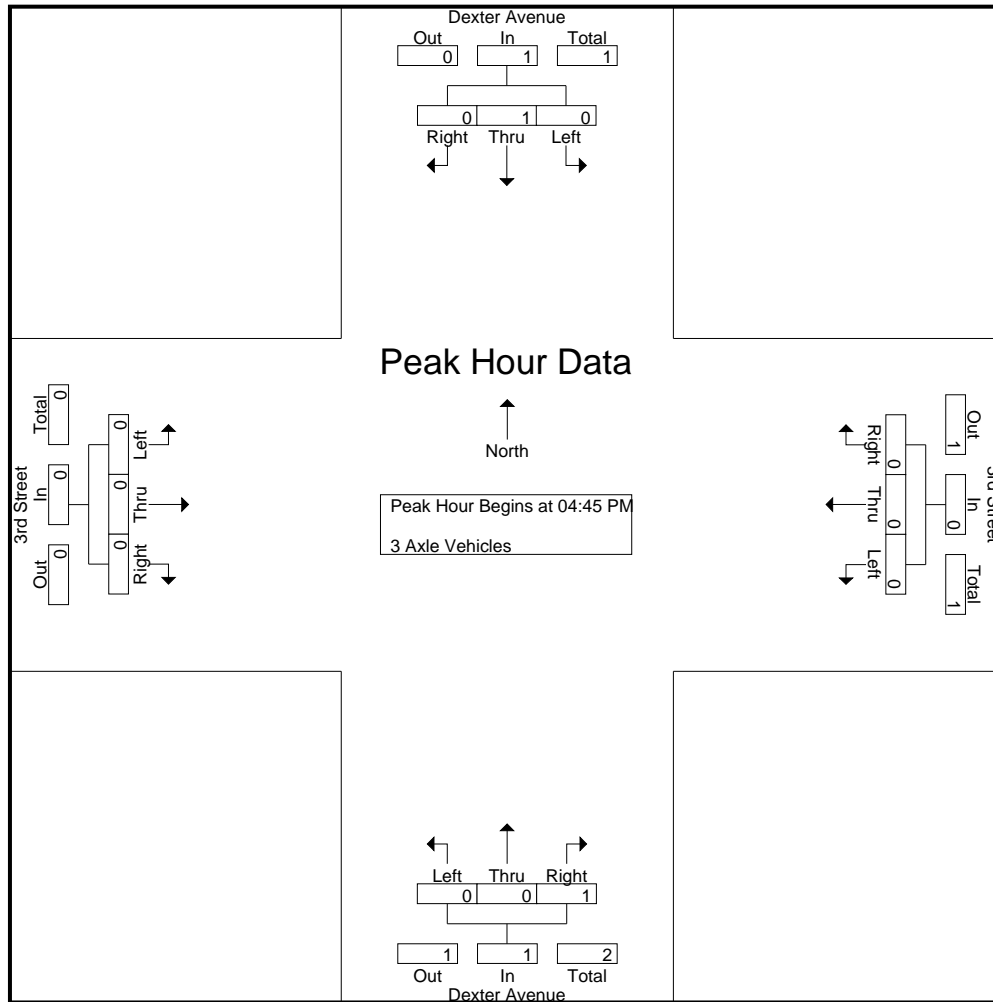 Dexter Avenue
Out In Total
0 1 1
0 1 0
Right Thru Left
Peak Hour Data
North
Peak Hour Begins at 04:45 PM
3 Axle Vehicles
3rd Street
Total In Out
0 0 0
0 0 0
Left Thru Right
Right Thru Left
0 0 0
Out In Total
1 0 1
3rd Street
Left Thru Right
0 0 1
1 1 2
Out In Total
Dexter Avenue